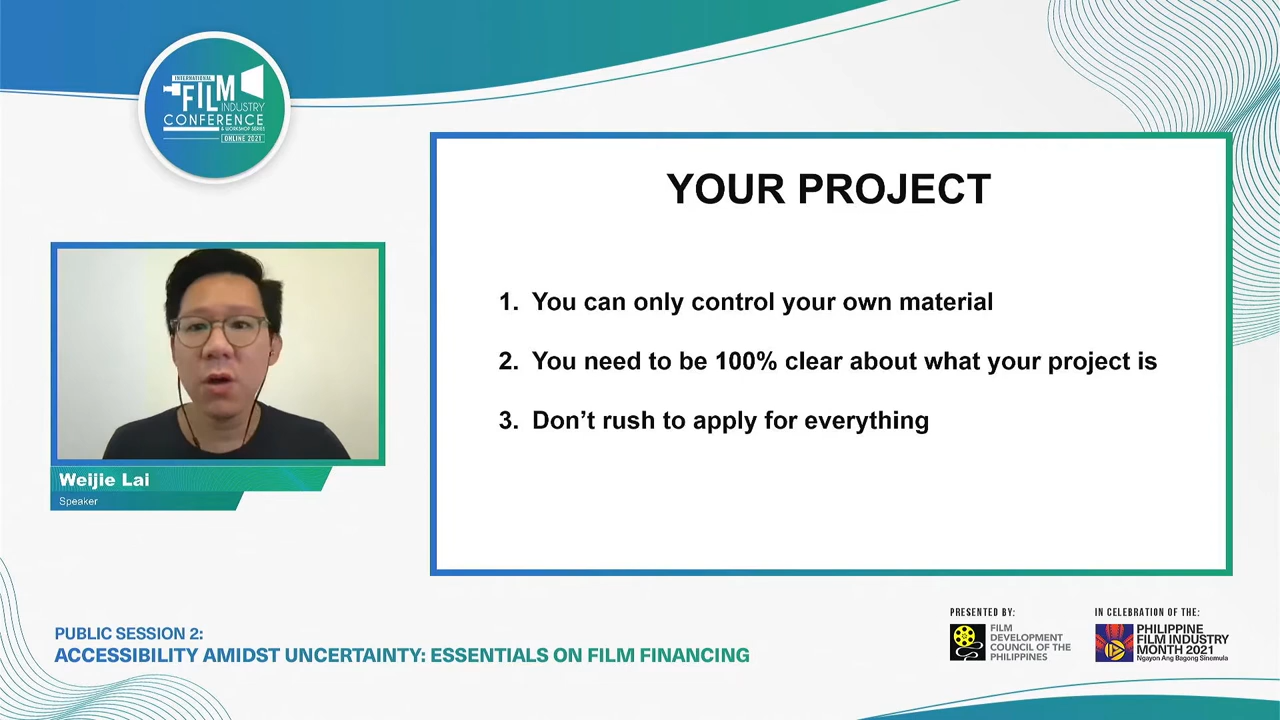 INTERNATIONAL
FILM
INDUSTRY
CONFERENCE
& WORKSHOP SERIES
ONLINE 2021
YOUR PROJECT
1. You can only control your own material
2. You need to be 100% clear about what your project is
3. Don’t rush to apply for everything
Weijie Lai
Speaker
PUBLIC SESSION 2:
ACCESSIBILITY AMIDST UNCERTAINTY: ESSENTIALS ON FILM FINANCING
PRESENTED BY:
FILM
DEVELOPMENT
COUNCIL OF THE
PHILIPPINES
IN CELEBRATION OF THE:
PHILIPPINE
FILM INDUSTRY
MONTH 2021
Ngayon Ang Bagong Sinemula